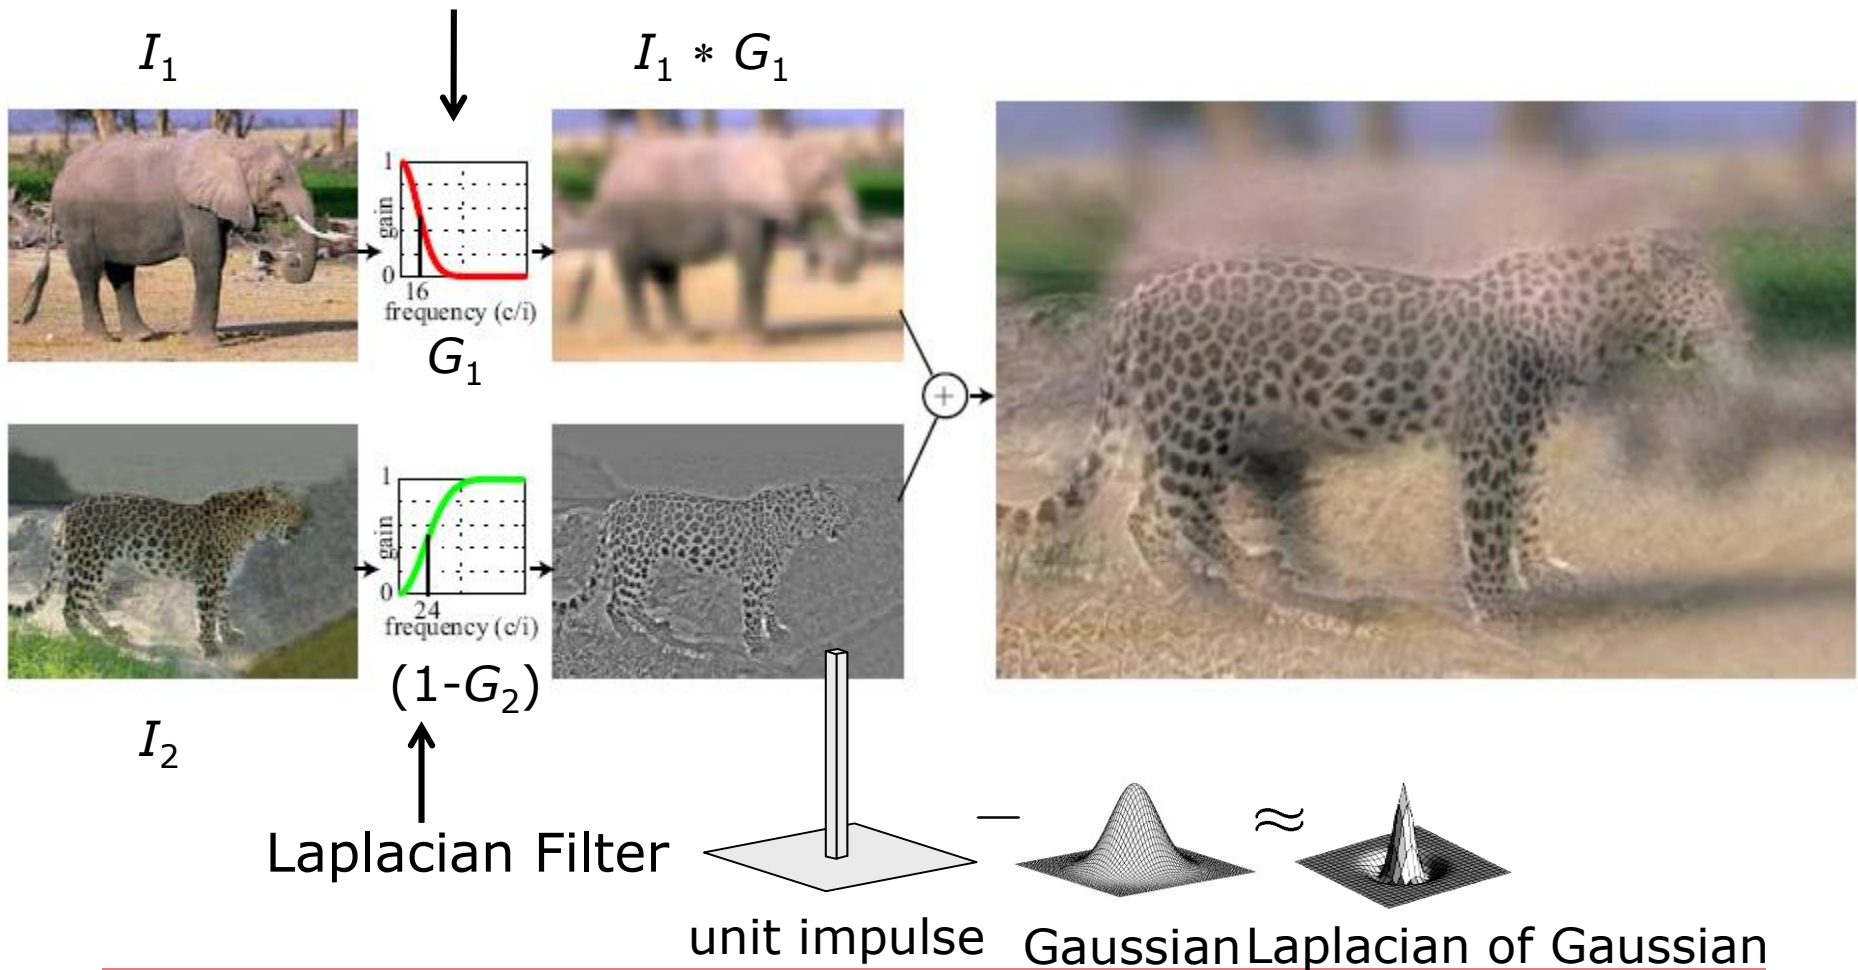 I₁
I₁ * G₁
1
gain
0
16
frequency (c/i)
G₁
+
1
gain
0
24
frequency (c/i)
(1-G₂)
I₂
Laplacian Filter
−
≈
unit impulse
Gaussian
Laplacian of Gaussian